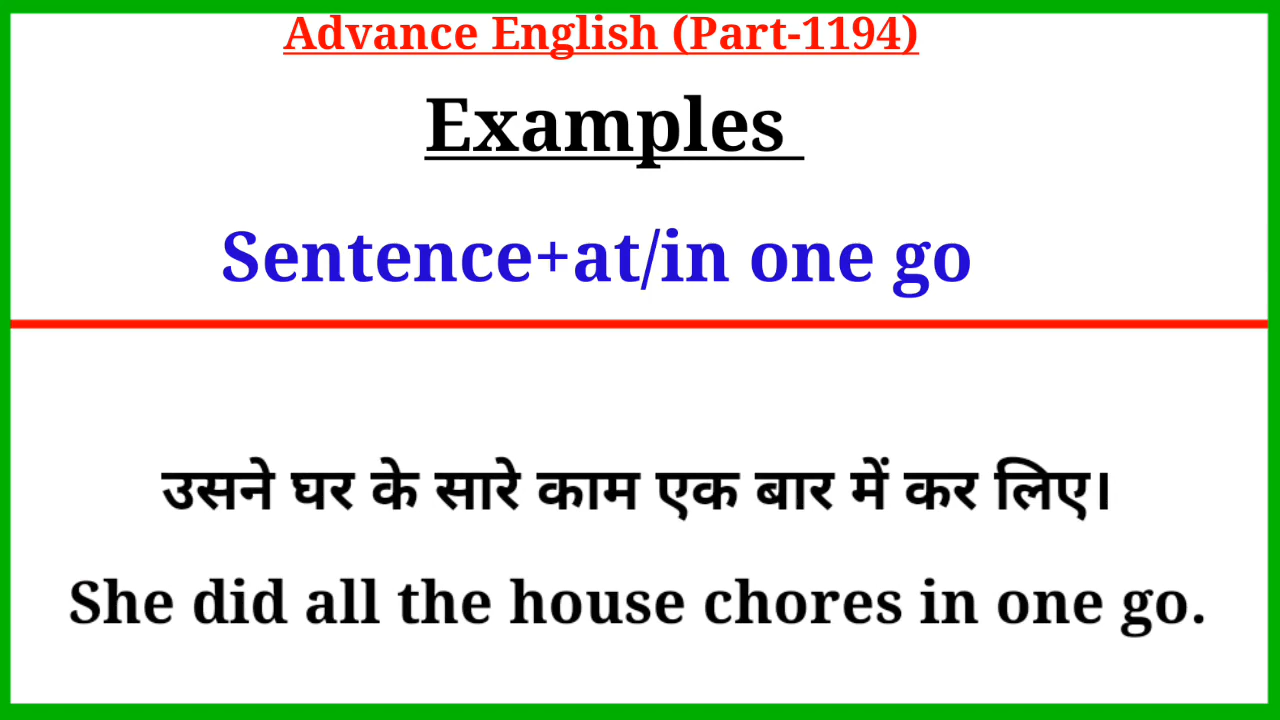 Advance English (Part-1194)
Examples
Sentence+at/in one go
उसने घर के सारे काम एक बार में कर लिए।
She did all the house chores in one go.